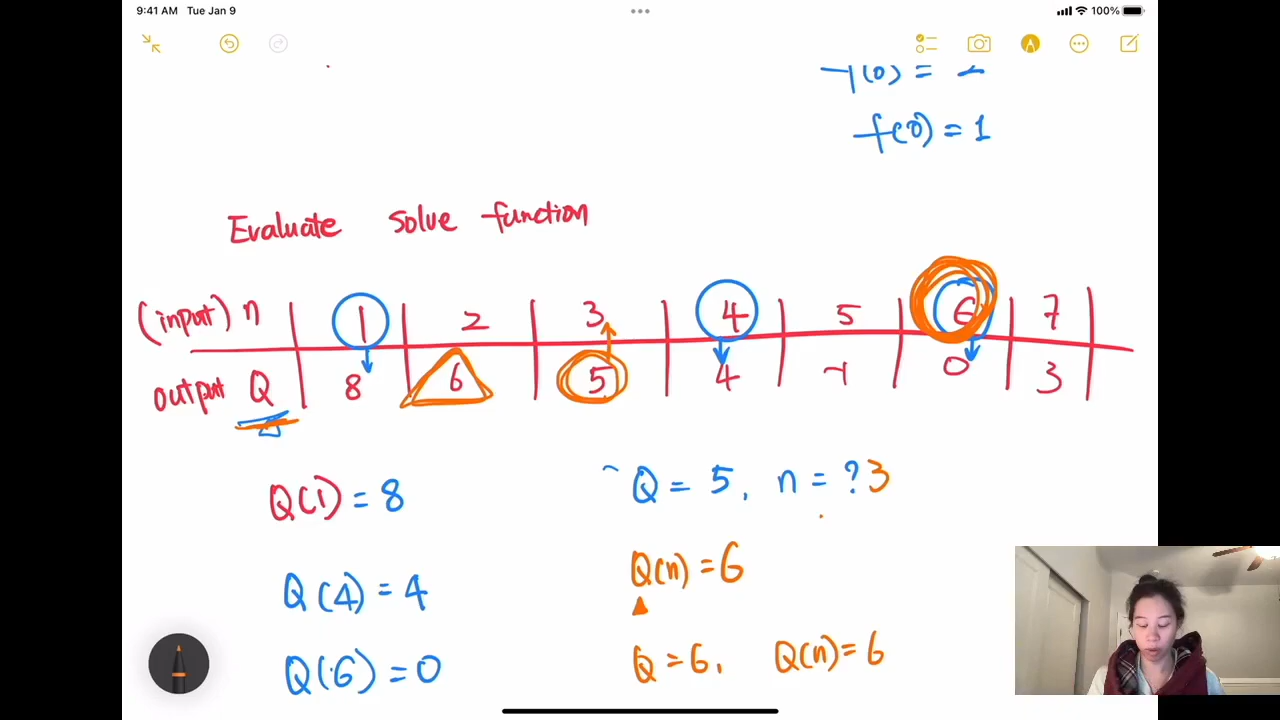 9:41 AM Tue Jan 9
100%
f(0) = 1
Evaluate solve function
(input) n 1 2 3 4 5 6 7
output Q 8 6 5 4 -1 0 3
Q(1) = 8
Q = 5, n = ? 3
Q(n) = 6
Q(4) = 4
Q(6) = 0
Q = 6, Q(n) = 6